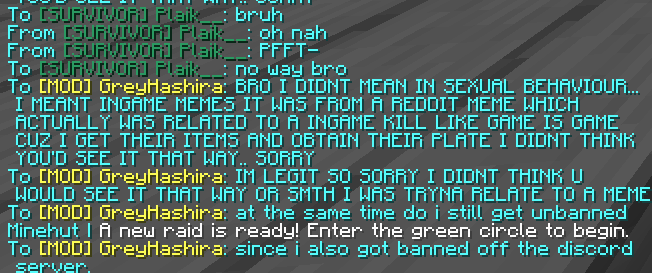 YOU'D SEE IT THAT WAY.. SORRY
To [SURVIVOR] Plaik__: bruh
From [SURVIVOR] Plaik__: oh nah
From [SURVIVOR] Plaik__: PFFT-
To [SURVIVOR] Plaik__: no way bro
To [MOD] GreyHashira: BRO I DIDNT MEAN IN SEXUAL BEHAVIOUR...
I MEANT INGAME MEMES IT WAS FROM A REDDIT MEME WHICH
ACTUALLY WAS RELATED TO A INGAME KILL LIKE GAME IS GAME
CUZ I GET THEIR ITEMS AND OBTAIN THEIR PLATE I DIDNT THINK
YOU'D SEE IT THAT WAY.. SORRY
To [MOD] GreyHashira: IM LEGIT SO SORRY I DIDNT THINK U
WOULD SEE IT THAT WAY OR SMTH I WAS TRYNA RELATE TO A MEME
To [MOD] GreyHashira: at the same time do i still get unbanned
Minehut | A new raid is ready! Enter the green circle to begin.
To [MOD] GreyHashira: since i also got banned off the discord
server.